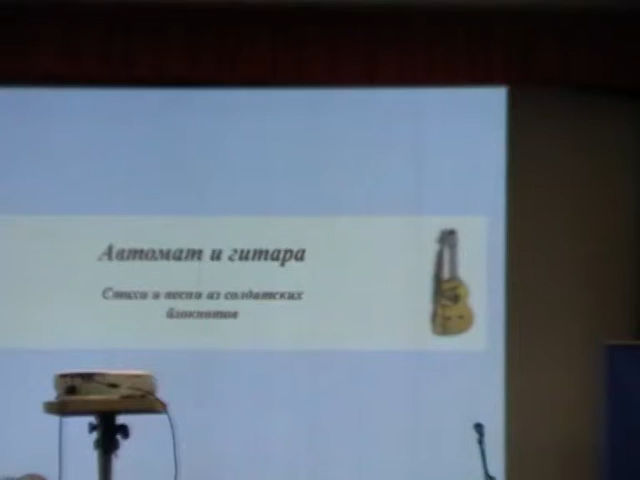 Автомат и гитара
Стихи и песни из солдатских
блокнотов